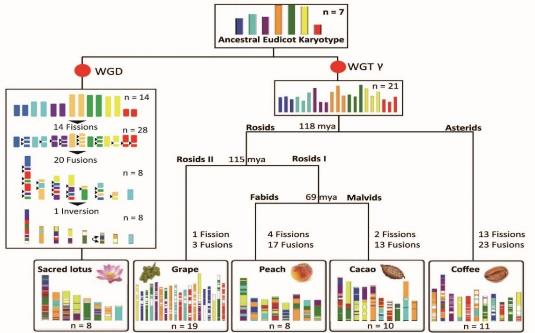 n = 7
Ancestral Eudicot Karyotype
WGD
WGT γ
n = 14
14 Fissions
n = 28
20 Fusions
n = 8
1 Inversion
n = 8
n = 21
118 mya
Rosids
Asterids
Rosids II
115 mya
Rosids I
Fabids
69 mya
Malvids
1 Fission
3 Fusions
4 Fissions
17 Fusions
2 Fissions
13 Fusions
13 Fissions
23 Fusions
Sacred lotus
n = 8
Grape
n = 19
Peach
n = 8
Cacao
n = 10
Coffee
n = 11